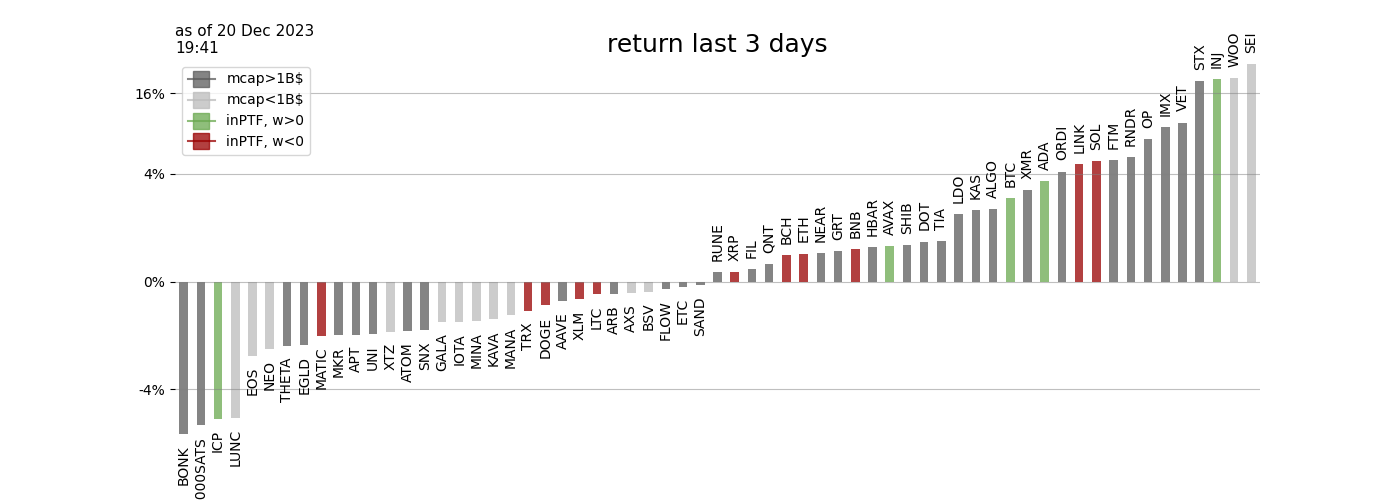 as of 20 Dec 2023
19:41
return last 3 days
mcap>1B$
mcap<1B$
inPTF, w>0
inPTF, w<0
16%
4%
0%
-4%
BONK
000SATS
ICP
LUNC
EOS
NEO
THETA
EGLD
MATIC
MKR
APT
UNI
XTZ
ATOM
SNX
GALA
IOTA
MINA
KAVA
MANA
TRX
DOGE
AAVE
XLM
LTC
ARB
AXS
BSV
FLOW
ETC
SAND
RUNE
XRP
FIL
QNT
BCH
ETH
NEAR
GRT
BNB
HBAR
AVAX
SHIB
DOT
TIA
LDO
KAS
ALGO
BTC
XMR
ADA
ORDI
LINK
SOL
FTM
RNDR
OP
IMX
VET
STX
INJ
WOO
SEI